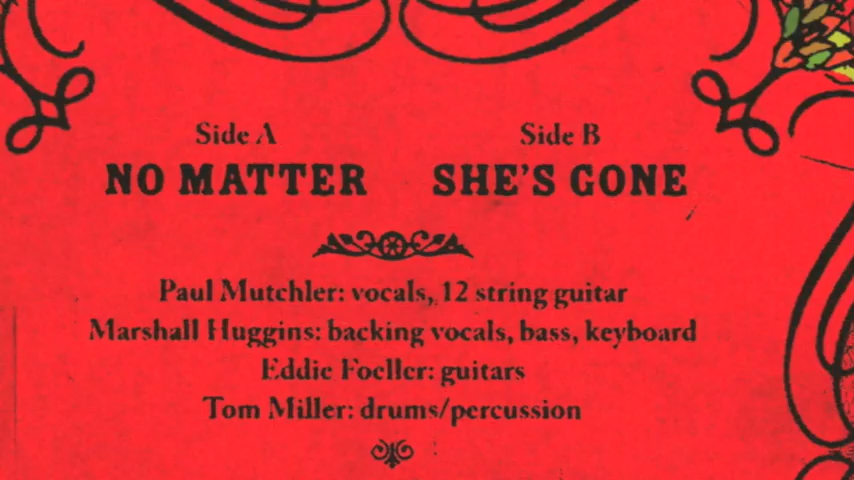 Side A
NO MATTER
Side B
SHE'S GONE
Paul Mutchler: vocals, 12 string guitar
Marshall Huggins: backing vocals, bass, keyboard
Eddie Foeller: guitars
Tom Miller: drums/percussion